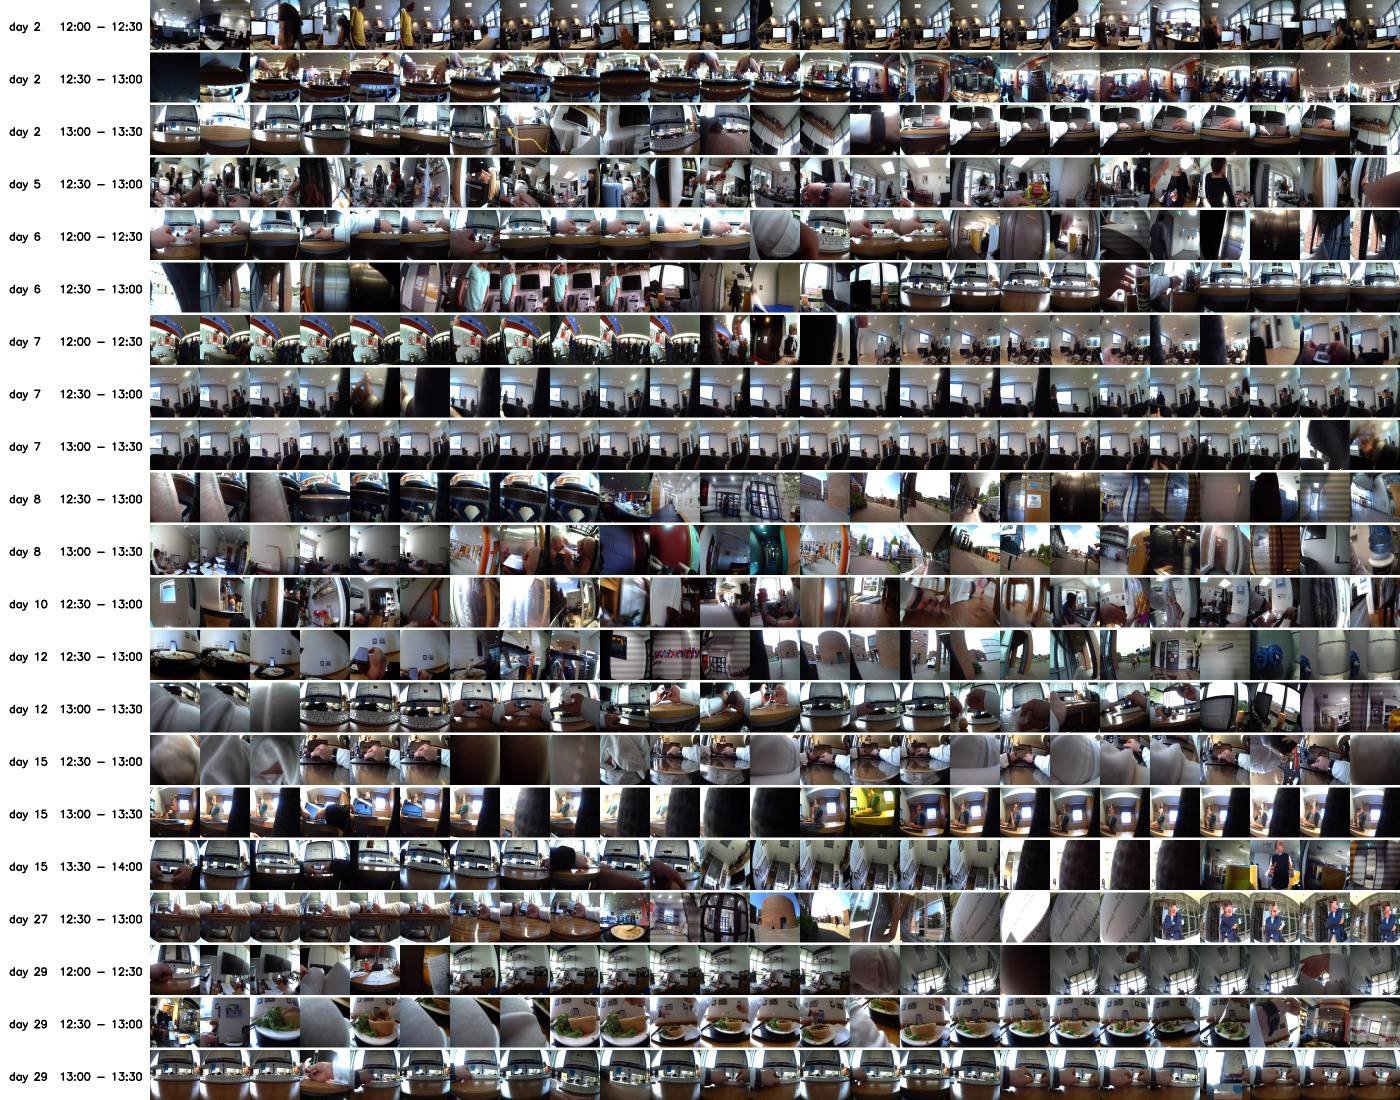 day 2 12:00 – 12:30
day 2 12:30 – 13:00
day 2 13:00 – 13:30
day 5 12:30 – 13:00
day 6 12:00 – 12:30
day 6 12:30 – 13:00
day 7 12:00 – 12:30
day 7 12:30 – 13:00
day 7 13:00 – 13:30
day 8 12:30 – 13:00
day 8 13:00 – 13:30
day 10 12:30 – 13:00
day 12 12:30 – 13:00
day 12 13:00 – 13:30
day 15 12:30 – 13:00
day 15 13:00 – 13:30
day 15 13:30 – 14:00
day 27 12:30 – 13:00
day 29 12:00 – 12:30
day 29 12:30 – 13:00
day 29 13:00 – 13:30